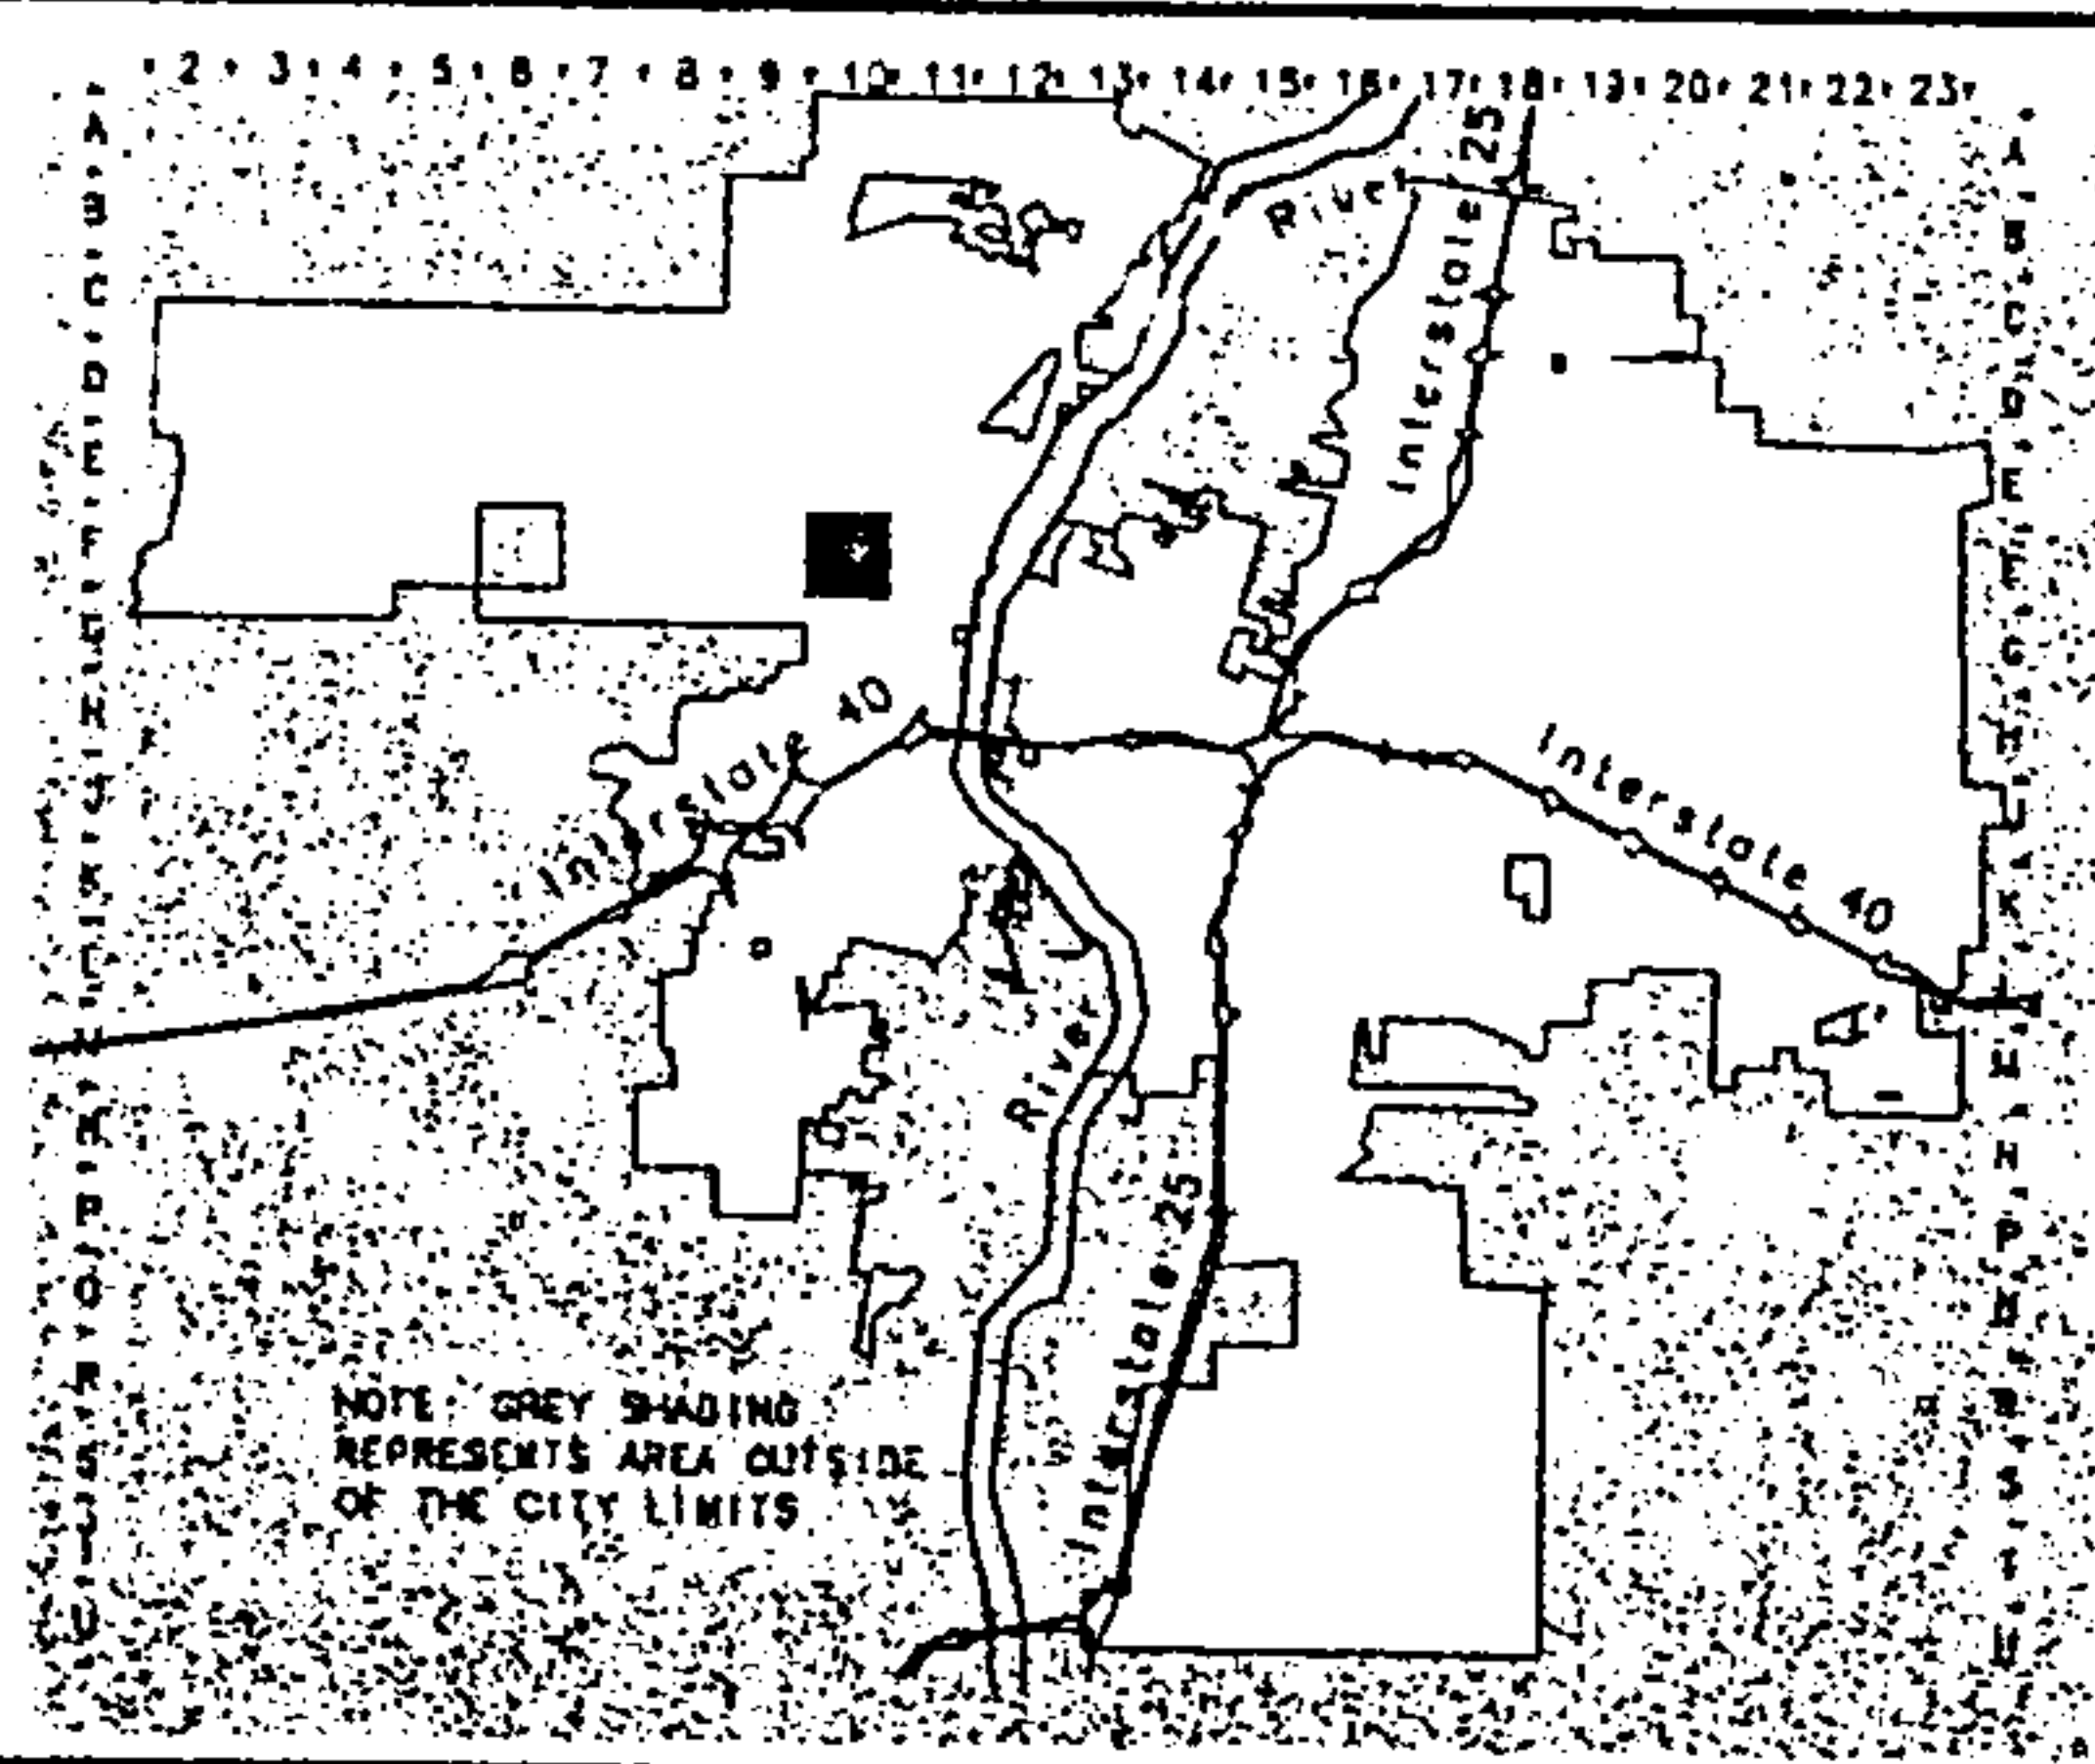 2 3 4 5 6 7 8 9 10 11 12 13 14 15 16 17 18 19 20 21 22 23
A A
B B
C C
D D
E E
F F
G G
H H
J J
K K
L L
M M
N N
P P
Q
R R
S S
T T
U U
River
Interstate 25
Interstate 40
Interstate 40
River
Interstate 25
NOTE: GREY SHADING
REPRESENTS AREA OUTSIDE
OF THE CITY LIMITS